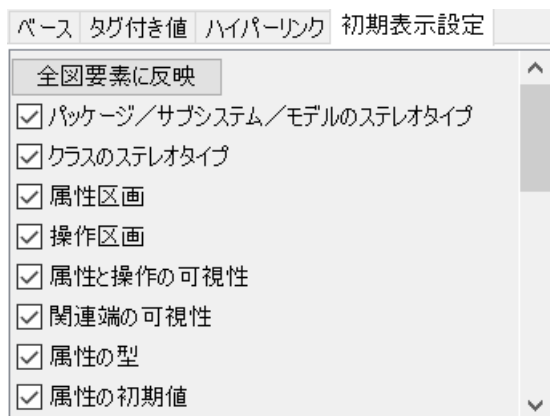 ベース タグ付き値 ハイパーリンク 初期表示設定
全図要素に反映
パッケージ／サブシステム／モデルのステレオタイプ
クラスのステレオタイプ
属性区画
操作区画
属性と操作の可視性
関連端の可視性
属性の型
属性の初期値